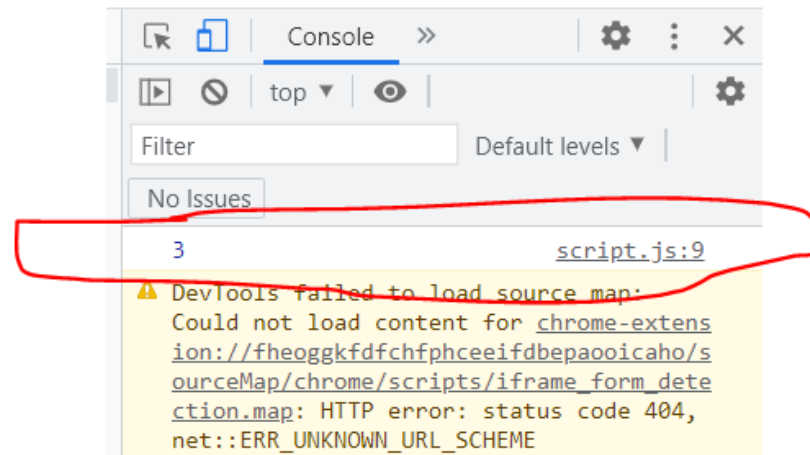 Console
top
Filter Default levels
No Issues
3 script.js:9
DevTools failed to load source map:
Could not load content for chrome-extens
ion://fheoggkfdfchfphceeifdbepaooicaho/s
ourceMap/chrome/scripts/iframe_form_dete
ction.map: HTTP error: status code 404,
net::ERR_UNKNOWN_URL_SCHEME